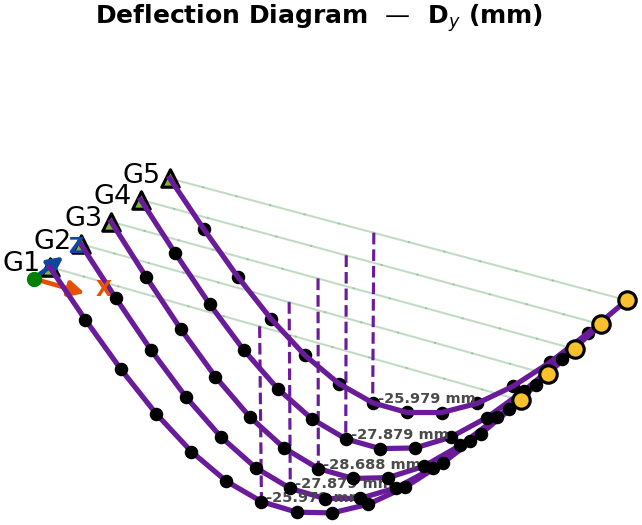 Deflection Diagram — Dy (mm)
G5
G4
G3
G2
G1
Z
X
-25.979 mm
-27.879 mm
-28.688 mm
-27.879 mm
-25.979 mm